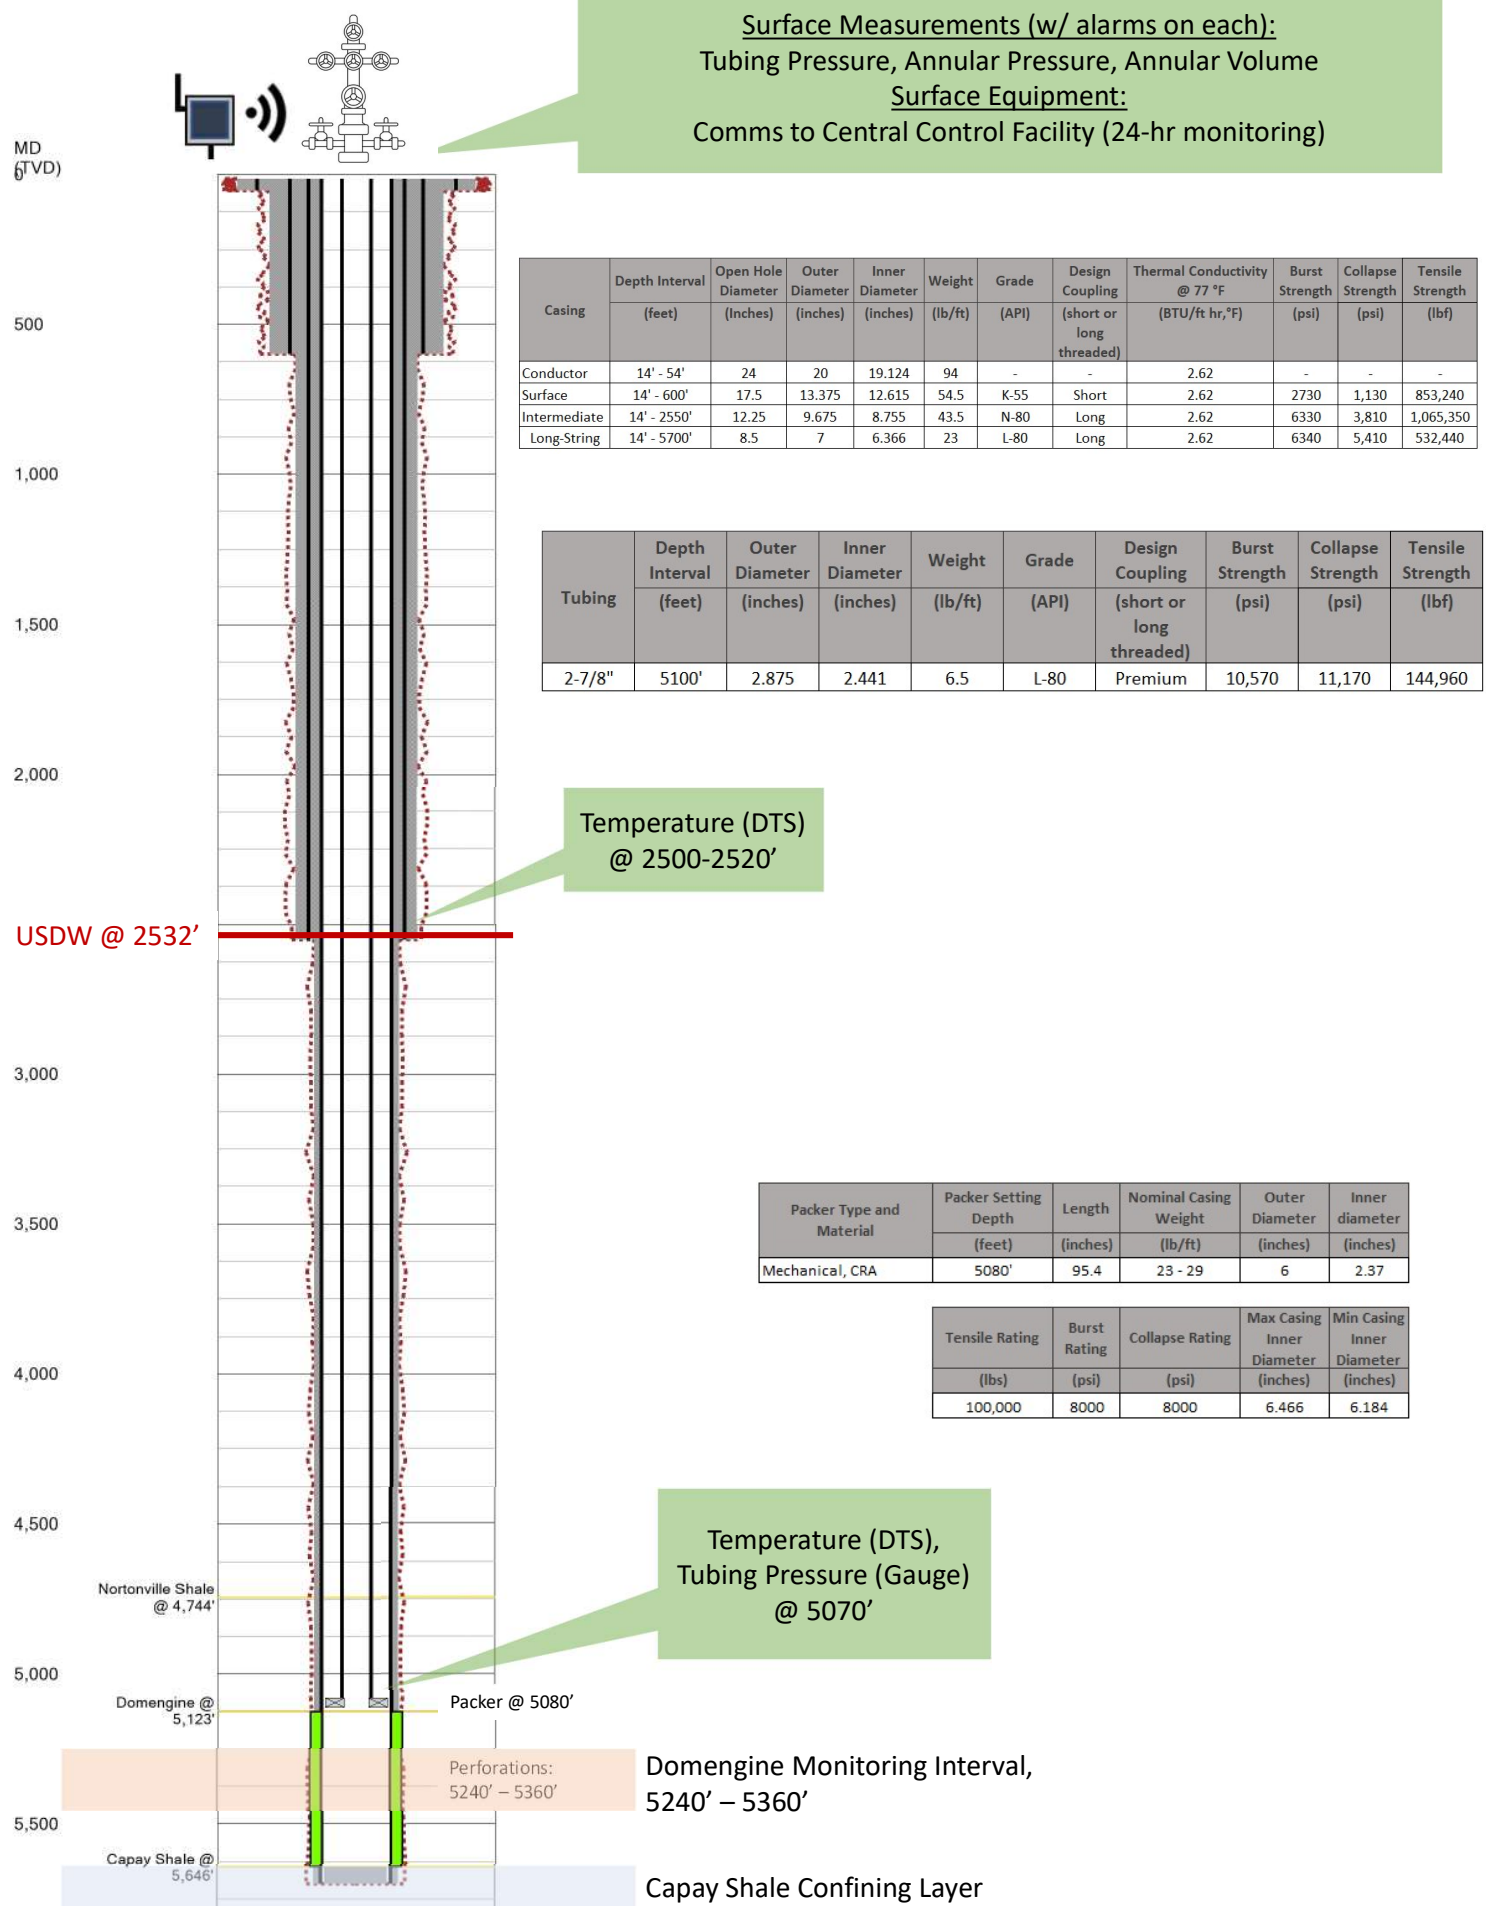 Surface Measurements (w/ alarms on each):
Tubing Pressure, Annular Pressure, Annular Volume
Surface Equipment:
Comms to Central Control Facility (24-hr monitoring)
MD
(TVD)
0
500
1,000
1,500
2,000
USDW @ 2532’
3,000
3,500
4,000
4,500
Nortonville Shale
@ 4,744'
5,000
Domengine @
5,123'
5,500
Capay Shale @
5,646'
Casing Depth Interval Open Hole Diameter Outer Diameter Inner Diameter Weight Grade Design Coupling Thermal Conductivity @ 77 °F Burst Strength Collapse Strength Tensile Strength
(feet) (Inches) (inches) (inches) (lb/ft) (API) (short or long threaded) (BTU/ft hr,°F) (psi) (psi) (lbf)
Conductor 14' - 54' 24 20 19.124 94 - - 2.62 - - -
Surface 14' - 600' 17.5 13.375 12.615 54.5 K-55 Short 2.62 2730 1,130 853,240
Intermediate 14' - 2550' 12.25 9.675 8.755 43.5 N-80 Long 2.62 6330 3,810 1,065,350
Long-String 14' - 5700' 8.5 7 6.366 23 L-80 Long 2.62 6340 5,410 532,440
Tubing Depth Interval Outer Diameter Inner Diameter Weight Grade Design Coupling Burst Strength Collapse Strength Tensile Strength
(feet) (inches) (inches) (lb/ft) (API) (short or long threaded) (psi) (psi) (lbf)
2-7/8" 5100' 2.875 2.441 6.5 L-80 Premium 10,570 11,170 144,960
Temperature (DTS)
@ 2500-2520’
Packer Type and Material Packer Setting Depth Length Nominal Casing Weight Outer Diameter Inner diameter
(feet) (inches) (lb/ft) (inches) (inches)
Mechanical, CRA 5080' 95.4 23 - 29 6 2.37
Tensile Rating Burst Rating Collapse Rating Max Casing Inner Diameter Min Casing Inner Diameter
(lbs) (psi) (psi) (inches) (inches)
100,000 8000 8000 6.466 6.184
Temperature (DTS),
Tubing Pressure (Gauge)
@ 5070’
Packer @ 5080’
Perforations:
5240’ – 5360’
Domengine Monitoring Interval,
5240’ – 5360’
Capay Shale Confining Layer